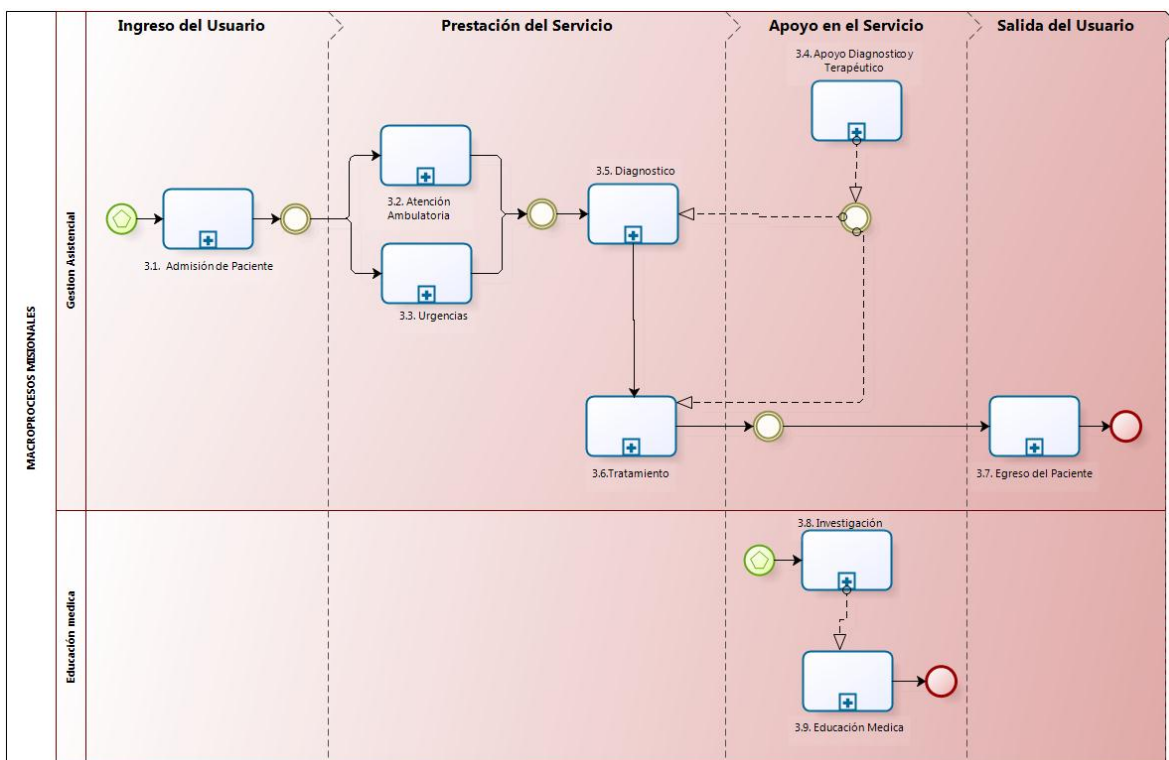 Ingreso del Usuario
Prestación del Servicio
Apoyo en el Servicio
Salida del Usuario
MACROPROCESOS MISIONALES
Gestion Asistencial
3.1. Admisión de Paciente
3.2. Atención
Ambulatoria
3.3. Urgencias
3.5. Diagnostico
3.4. Apoyo Diagnostico y
Terapéutico
3.6.Tratamiento
3.7. Egreso del Paciente
Educación medica
3.8. Investigación
3.9. Educación Medica